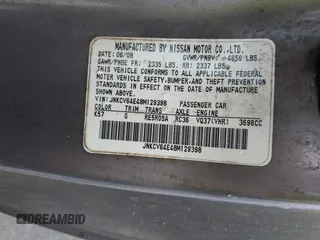 MANUFACTURED BY NISSAN MOTOR CO.,LTD.
DATE: 06/08 GVWR/PNBV: 4656 LBS.
GAWR/PNBE FR: 2335 LBS. RR: 2337 LBS.
THIS VEHICLE CONFORMS TO ALL APPLICABLE FEDERAL
MOTOR VEHICLE SAFETY, BUMPER, AND THEFT
PREVENTION STANDARDS IN EFFECT ON THE DATE OF
MANUFACTURE SHOWN ABOVE.
VIN: JNKCV64E48M129398 PASSENGER CAR
COLOR TRIM TRANS AXLE ENGINE
K57 G RE5R05A RC36 VQ37(VHR) 3696CC
JNKCV64E48M129398
© AutoBidMaster